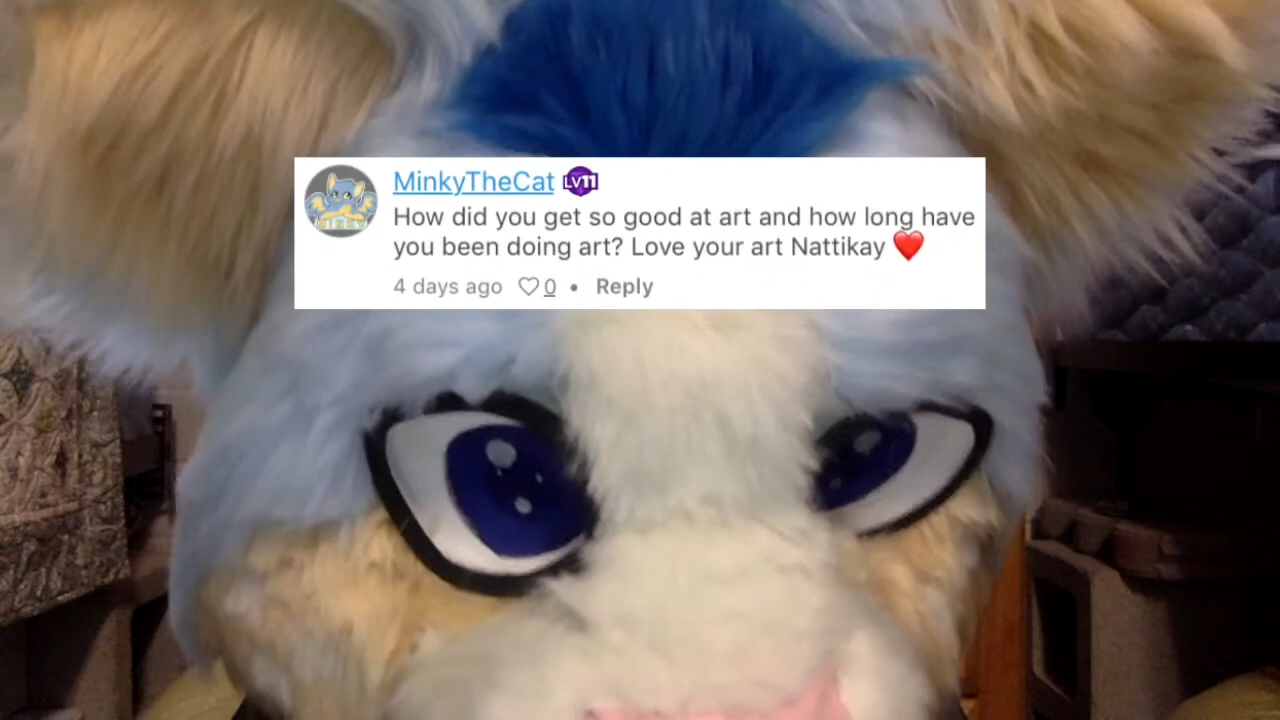 MinkyTheCat LV11
How did you get so good at art and how long have
you been doing art? Love your art Nattikay ❤️
4 days ago ♡ 0 • Reply